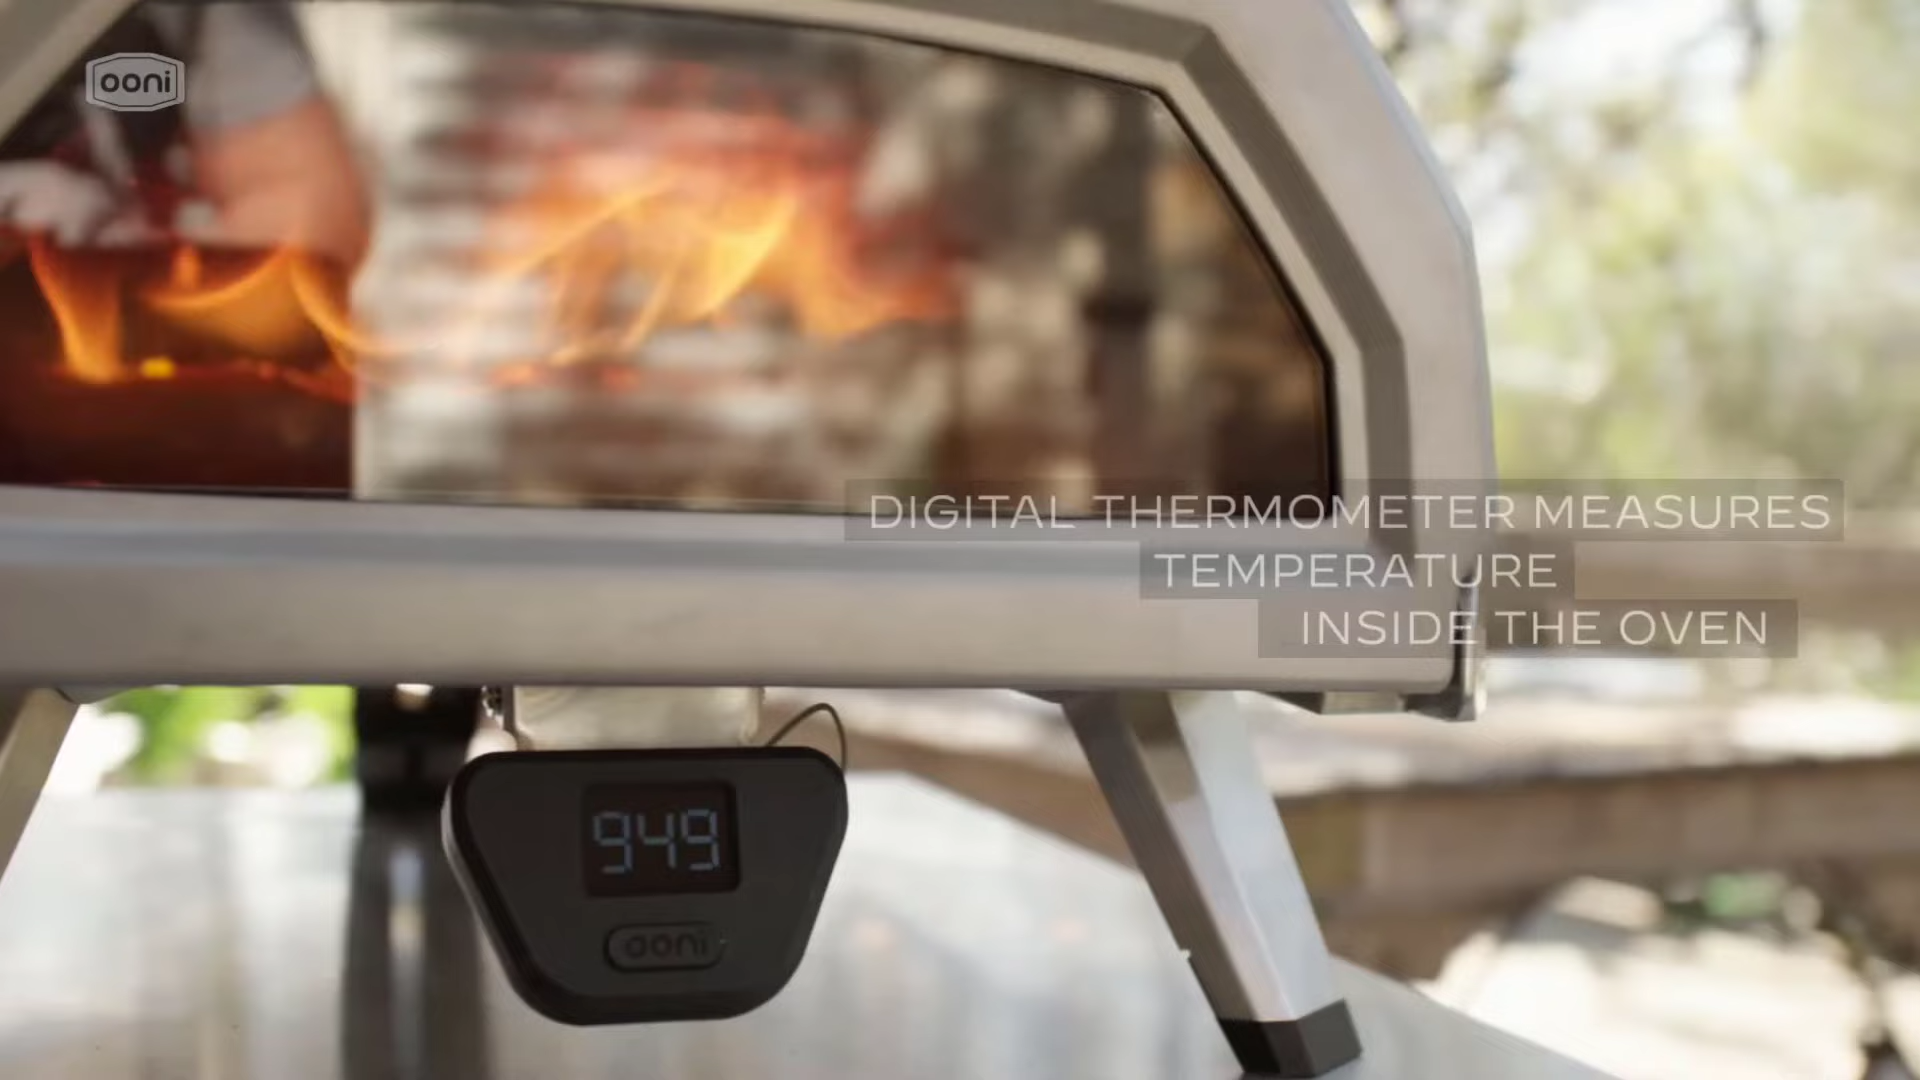 ooni
DIGITAL THERMOMETER MEASURES
TEMPERATURE
INSIDE THE OVEN
949
ooni